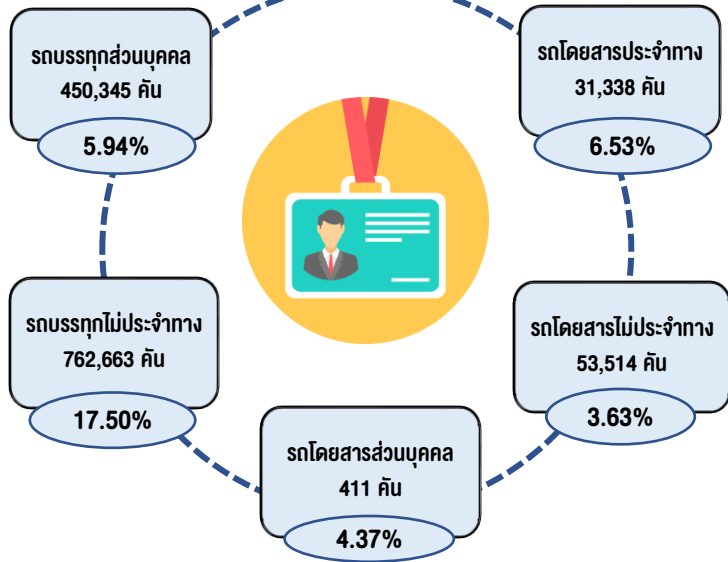 รถบรรทุกส่วนบุคคล
450,345 คัน
5.94%
รถโดยสารประจำทาง
31,338 คัน
6.53%
รถบรรทุกไม่ประจำทาง
762,663 คัน
17.50%
รถโดยสารไม่ประจำทาง
53,514 คัน
3.63%
รถโดยสารส่วนบุคคล
411 คัน
4.37%